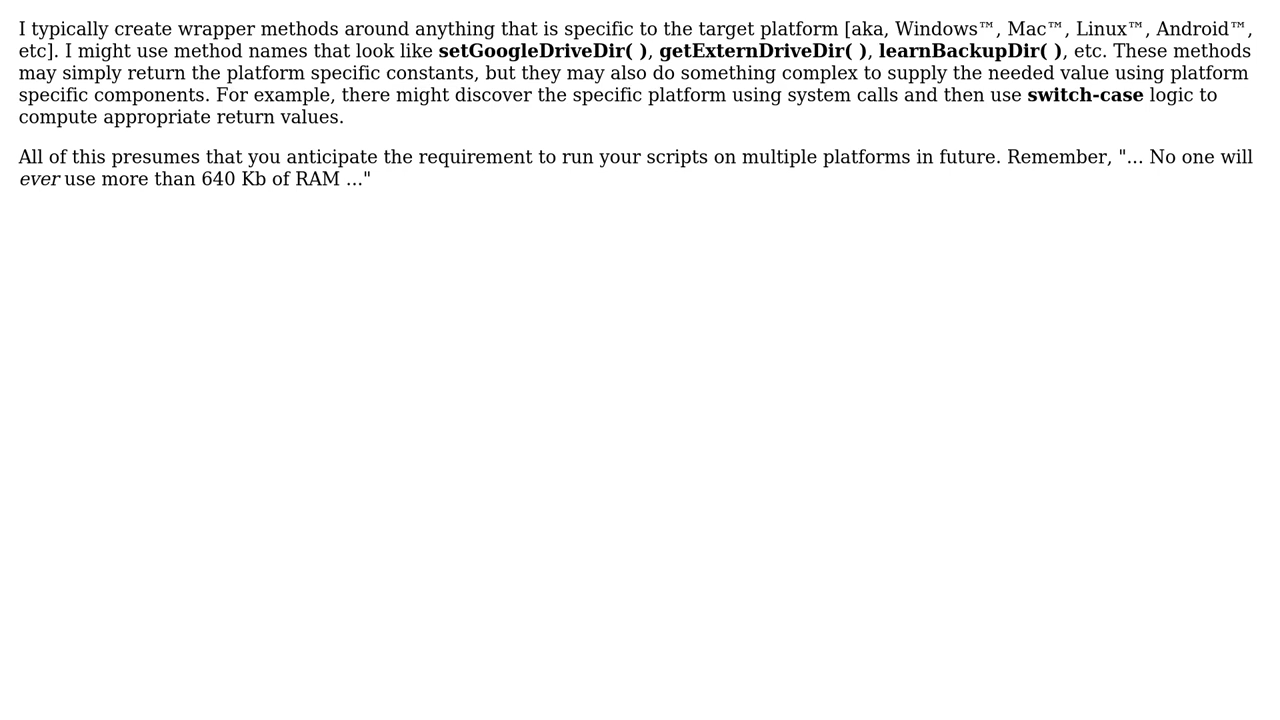 I typically create wrapper methods around anything that is specific to the target platform [aka, Windows™, Mac™, Linux™, Android™,
etc]. I might use method names that look like setGoogleDriveDir( ), getExternDriveDir( ), learnBackupDir( ), etc. These methods
may simply return the platform specific constants, but they may also do something complex to supply the needed value using platform
specific components. For example, there might discover the specific platform using system calls and then use switch-case logic to
compute appropriate return values.
All of this presumes that you anticipate the requirement to run your scripts on multiple platforms in future. Remember, "... No one will
ever use more than 640 Kb of RAM ..."